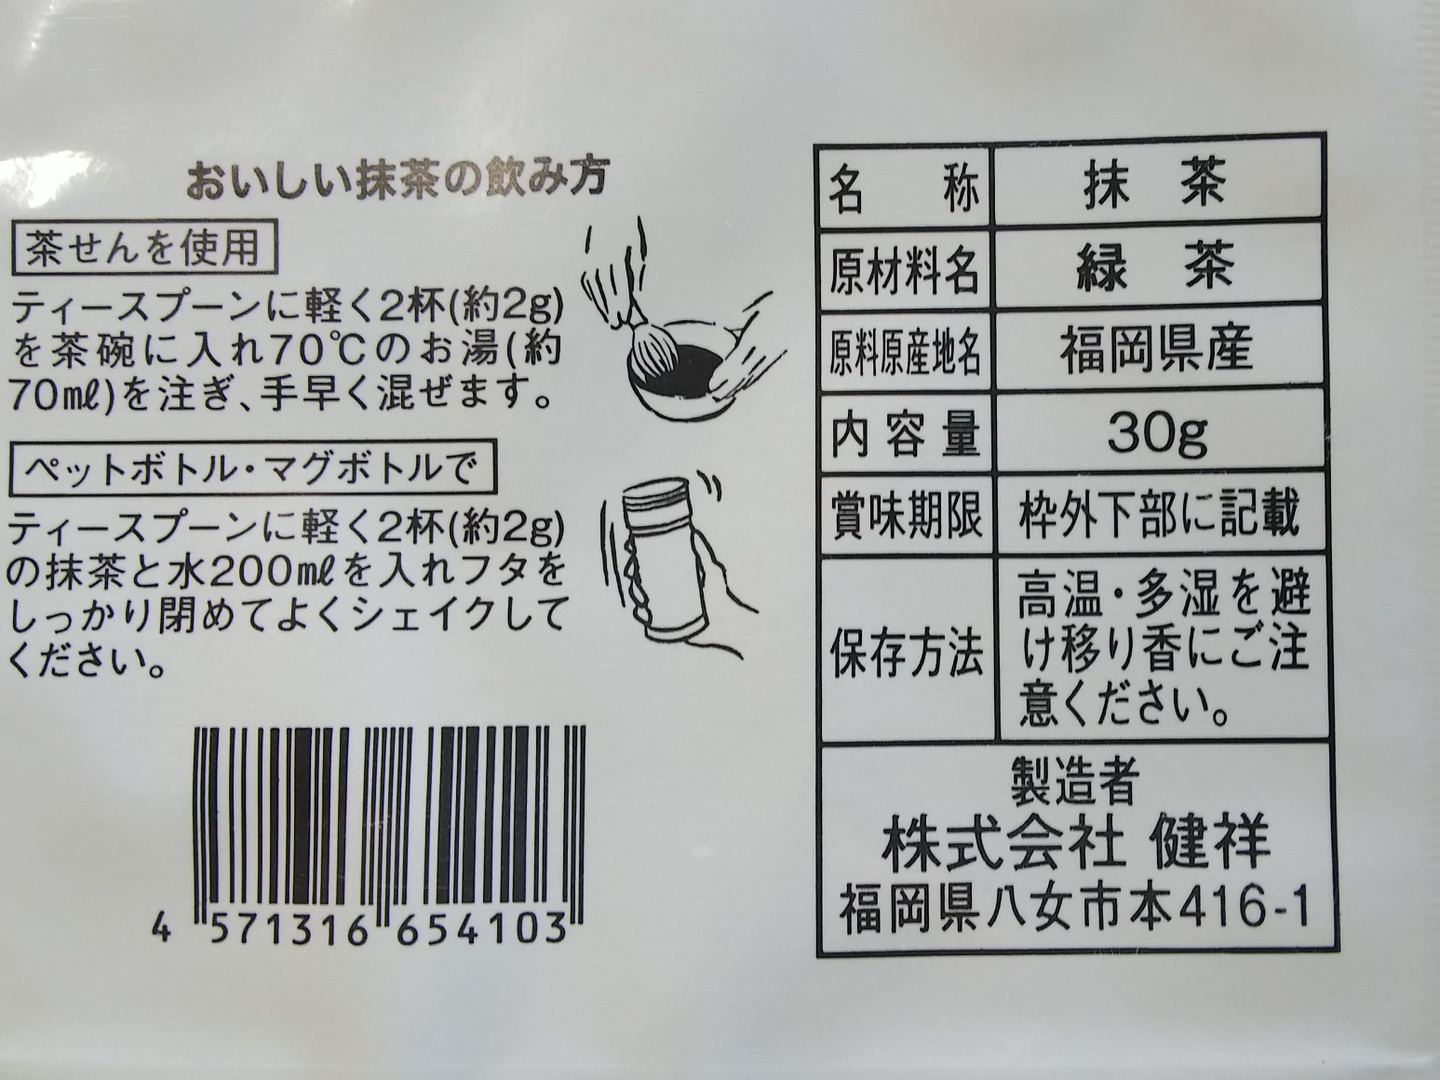 おいしい抹茶の飲み方
茶せんを使用
ティースプーンに軽く2杯(約2g)
を茶碗に入れ70℃のお湯(約
70㎖)を注ぎ、手早く混ぜます。
ペットボトル・マグボトルで
ティースプーンに軽く2杯(約2g)
の抹茶と水200㎖を入れフタを
しっかり閉めてよくシェイクして
ください。
4 571316 654103
名称 抹茶
原材料名 緑茶
原料原産地名 福岡県産
内容量 30g
賞味期限 枠外下部に記載
保存方法 高温・多湿を避
け移り香にご注
意ください。
製造者
株式会社 健祥
福岡県八女市本416-1